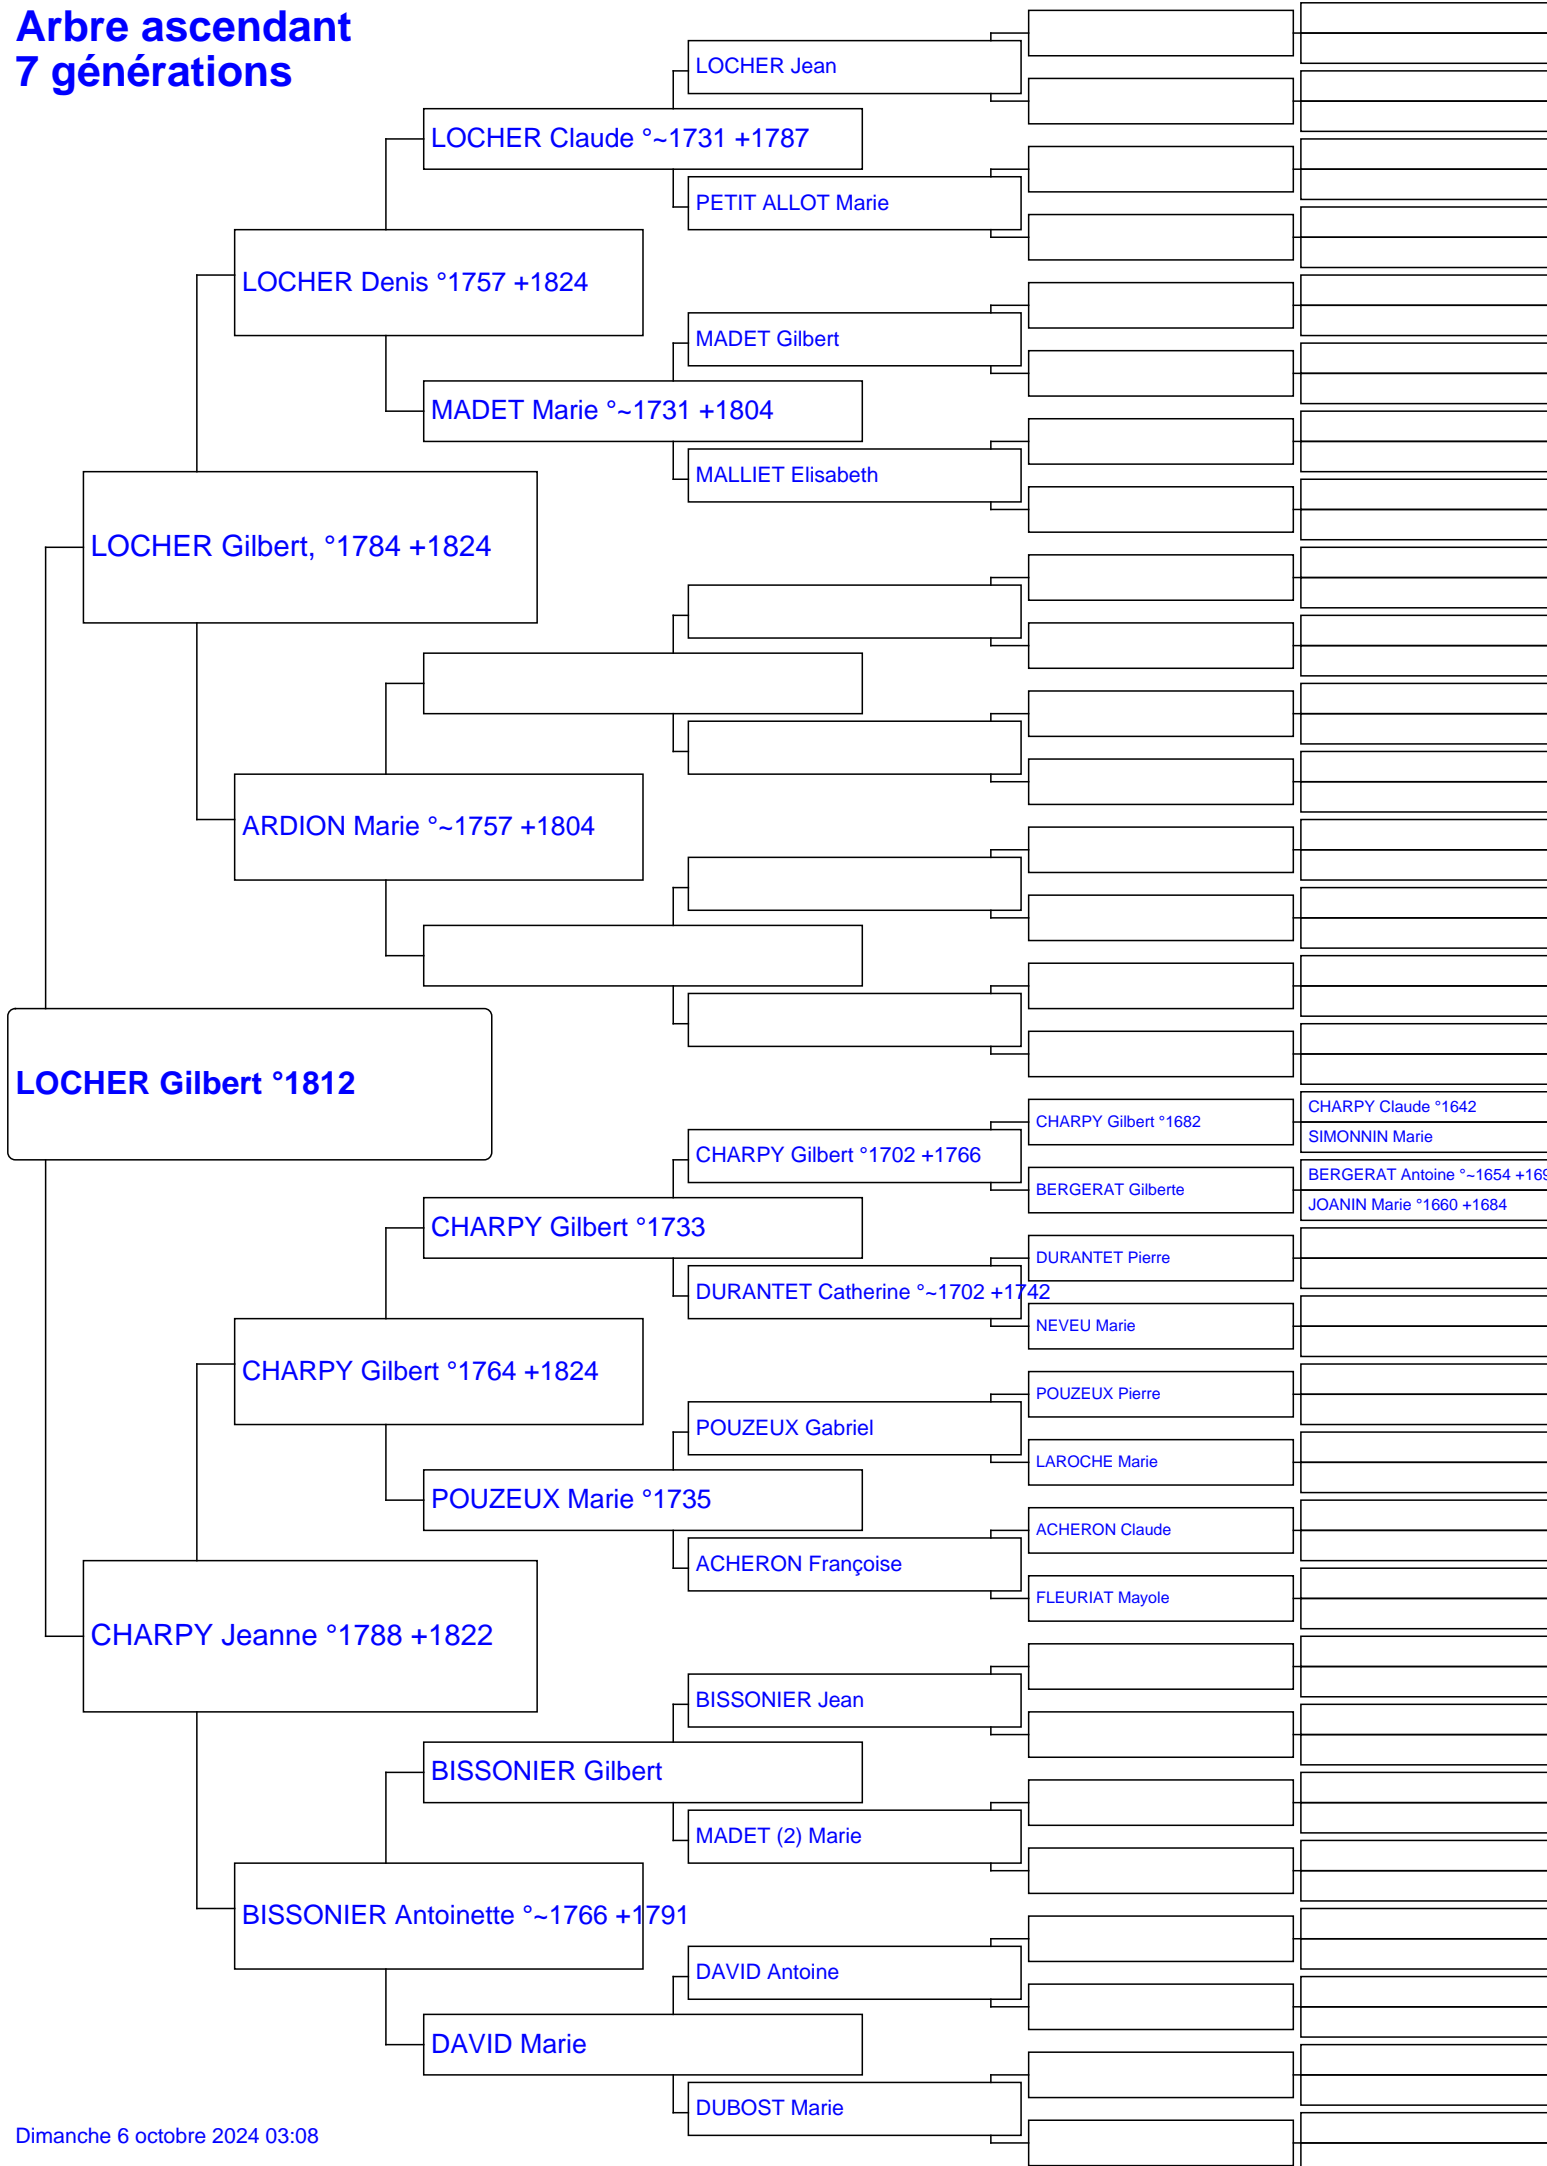 Arbre ascendant
7 générations
LOCHER Jean
LOCHER Claude °~1731 +1787
PETIT ALLOT Marie
LOCHER Denis °1757 +1824
MADET Gilbert
MADET Marie °~1731 +1804
MALLIET Elisabeth
LOCHER Gilbert, °1784 +1824
ARDION Marie °~1757 +1804
LOCHER Gilbert °1812
CHARPY Claude °1642
CHARPY Gilbert °1682
SIMONNIN Marie
CHARPY Gilbert °1702 +1766
BERGERAT Antoine °~1654 +169
BERGERAT Gilberte
JOANIN Marie °1660 +1684
CHARPY Gilbert °1733
DURANTET Pierre
DURANTET Catherine °~1702 +1742
NEVEU Marie
CHARPY Gilbert °1764 +1824
POUZEUX Pierre
POUZEUX Gabriel
LAROCHE Marie
POUZEUX Marie °1735
ACHERON Claude
ACHERON Françoise
FLEURIAT Mayole
CHARPY Jeanne °1788 +1822
BISSONIER Jean
BISSONIER Gilbert
MADET (2) Marie
BISSONIER Antoinette °~1766 +1791
DAVID Antoine
DAVID Marie
DUBOST Marie
Dimanche 6 octobre 2024 03:08